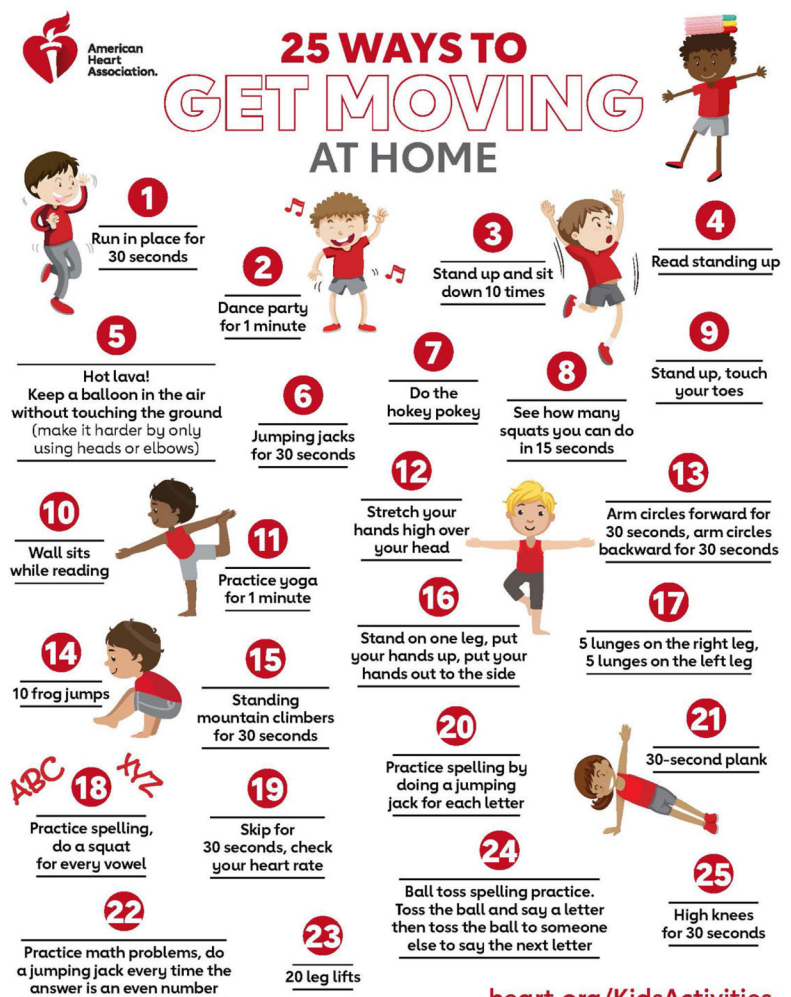 American
Heart
Association.
25 WAYS TO
GET MOVING
AT HOME
1
Run in place for
30 seconds
2
Dance party
for 1 minute
3
Stand up and sit
down 10 times
4
Read standing up
5
Hot lava!
Keep a balloon in the air
without touching the ground
(make it harder by only
using heads or elbows)
6
Jumping jacks
for 30 seconds
7
Do the
hokey pokey
8
See how many
squats you can do
in 15 seconds
9
Stand up, touch
your toes
10
Wall sits
while reading
11
Practice yoga
for 1 minute
12
Stretch your
hands high over
your head
13
Arm circles forward for
30 seconds, arm circles
backward for 30 seconds
14
10 frog jumps
15
Standing
mountain climbers
for 30 seconds
16
Stand on one leg, put
your hands up, put your
hands out to the side
17
5 lunges on the right leg,
5 lunges on the left leg
ABC
XYZ
18
Practice spelling,
do a squat
for every vowel
19
Skip for
30 seconds, check
your heart rate
20
Practice spelling by
doing a jumping
jack for each letter
21
30-second plank
22
Practice math problems, do
a jumping jack every time the
answer is an even number
23
20 leg lifts
24
Ball toss spelling practice.
Toss the ball and say a letter
then toss the ball to someone
else to say the next letter
25
High knees
for 30 seconds
heart.org/KidsActivities